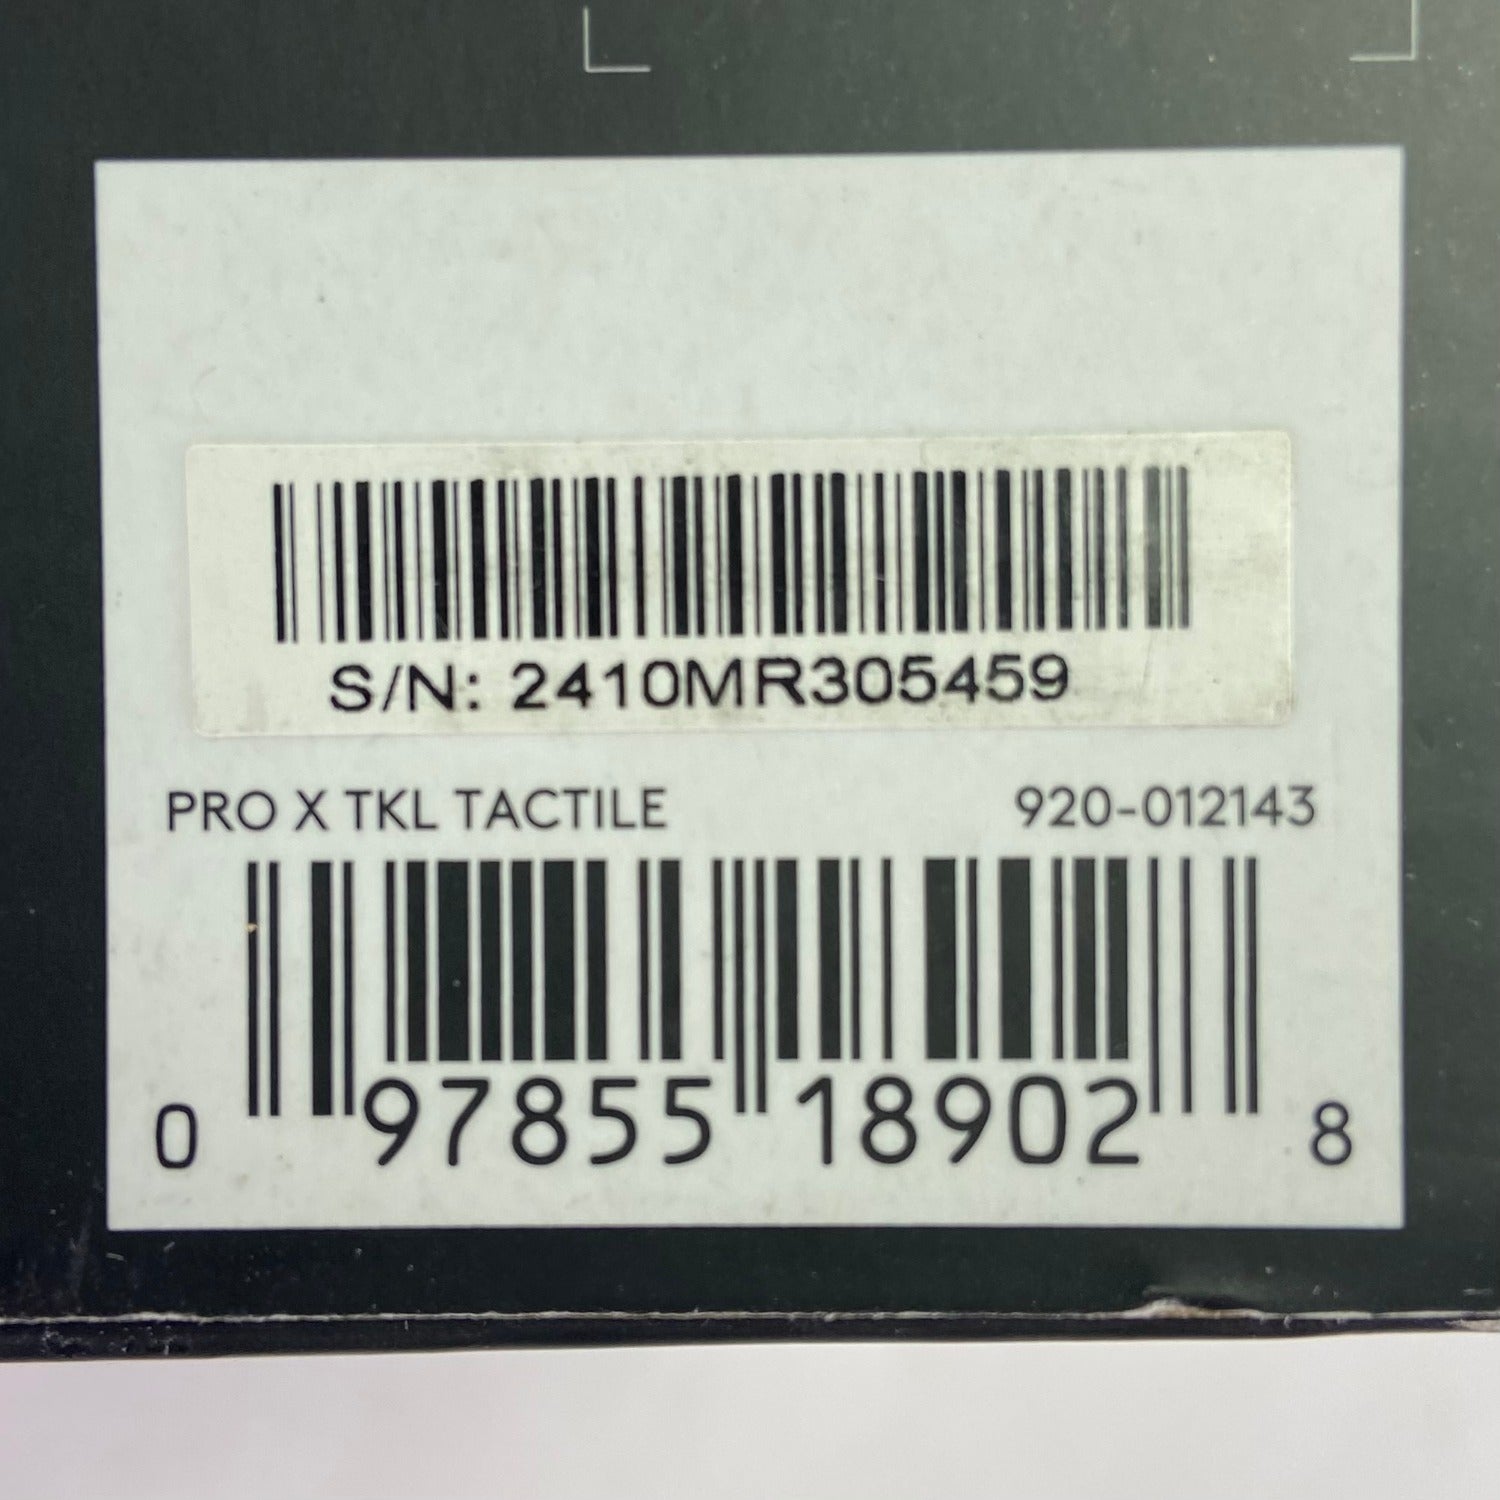 S/N: 2410MR305459
PRO X TKL TACTILE 920-012143
0 97855 18902 8